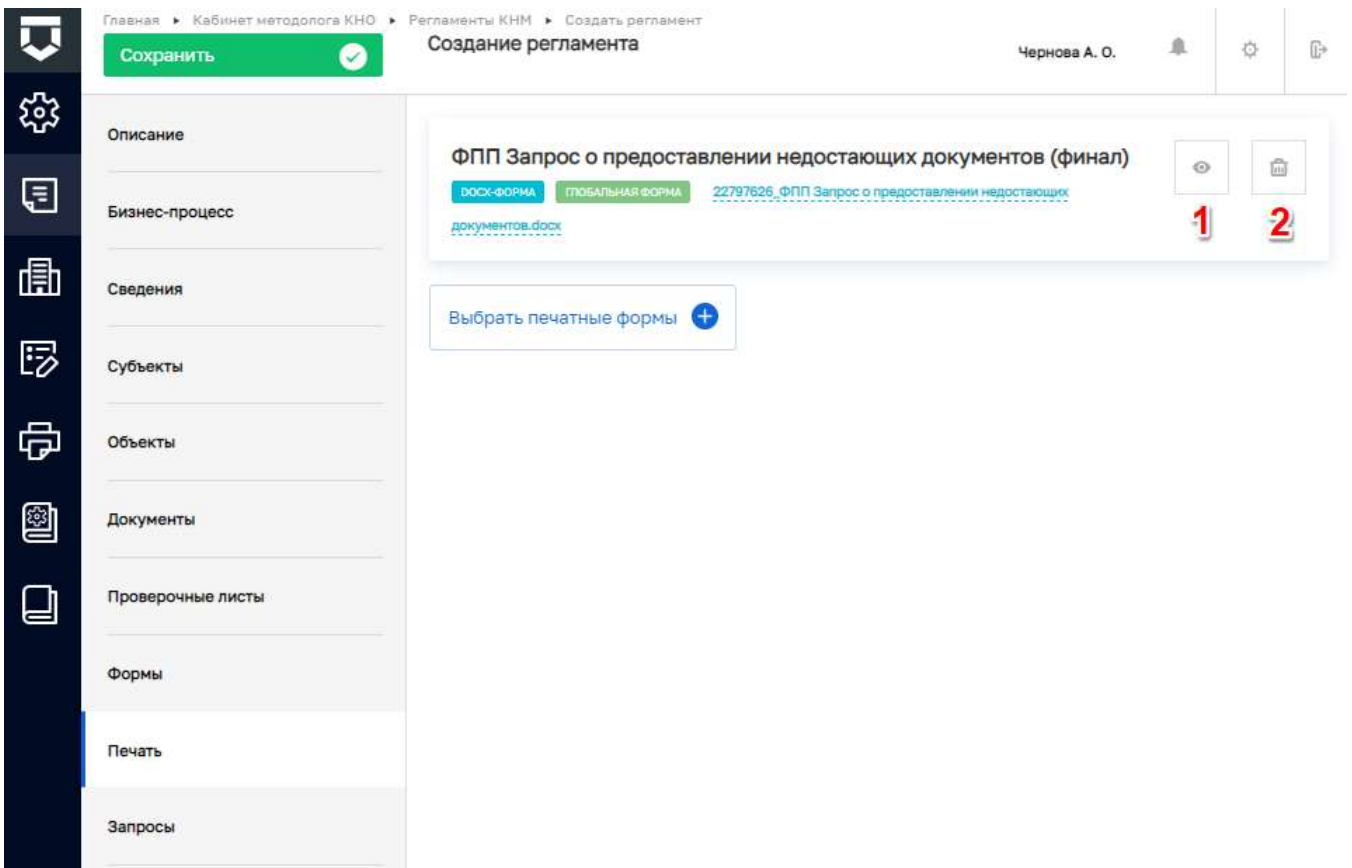 Главная ▸ Кабинет методолога КНО ▸ Регламенты КНМ ▸ Создать регламент
Сохранить
Создание регламента
Чернова А. О.
Описание
Бизнес-процесс
Сведения
Субъекты
Объекты
Документы
Проверочные листы
Формы
Печать
Запросы
ФПП Запрос о предоставлении недостающих документов (финал)
DOCX-ФОРМА ГЛОБАЛЬНАЯ ФОРМА 22797626_ФПП Запрос о предоставлении недостающих
документов.docx
1 2
Выбрать печатные формы